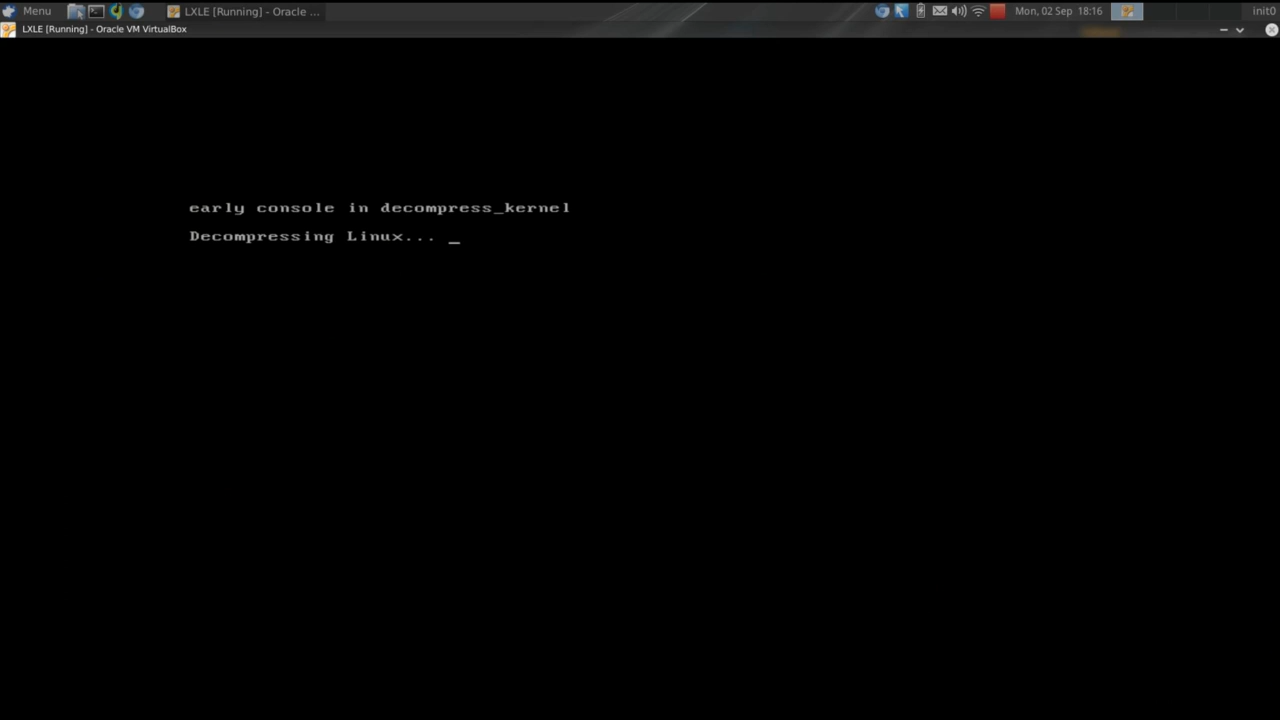 Menu LXLE [Running] - Oracle ... Mon, 02 Sep 18:16 init0
LXLE [Running] - Oracle VM VirtualBox
early console in decompress_kernel
Decompressing Linux... _